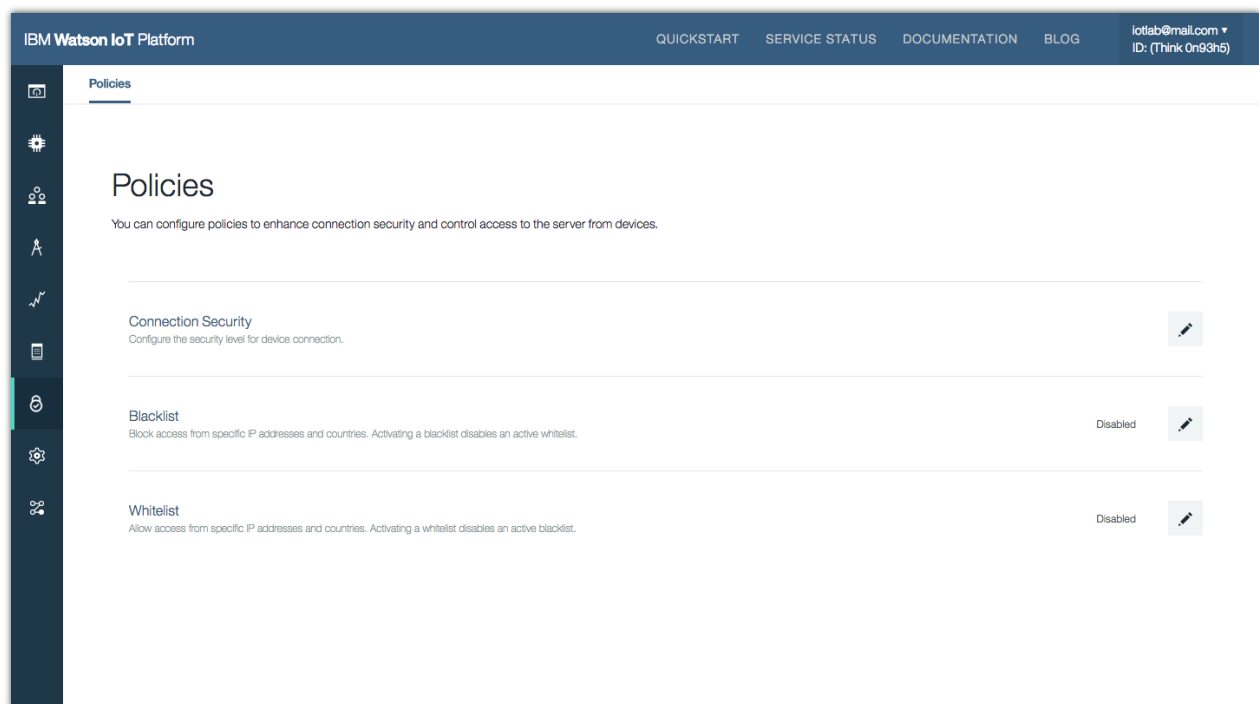 IBM Watson IoT Platform
QUICKSTART SERVICE STATUS DOCUMENTATION BLOG
iotlab@mail.com ▾
ID: (Think 0n93h5)
Policies
Policies
You can configure policies to enhance connection security and control access to the server from devices.
Connection Security
Configure the security level for device connection.
Blacklist
Block access from specific IP addresses and countries. Activating a blacklist disables an active whitelist.
Disabled
Whitelist
Allow access from specific IP addresses and countries. Activating a whitelist disables an active blacklist.
Disabled